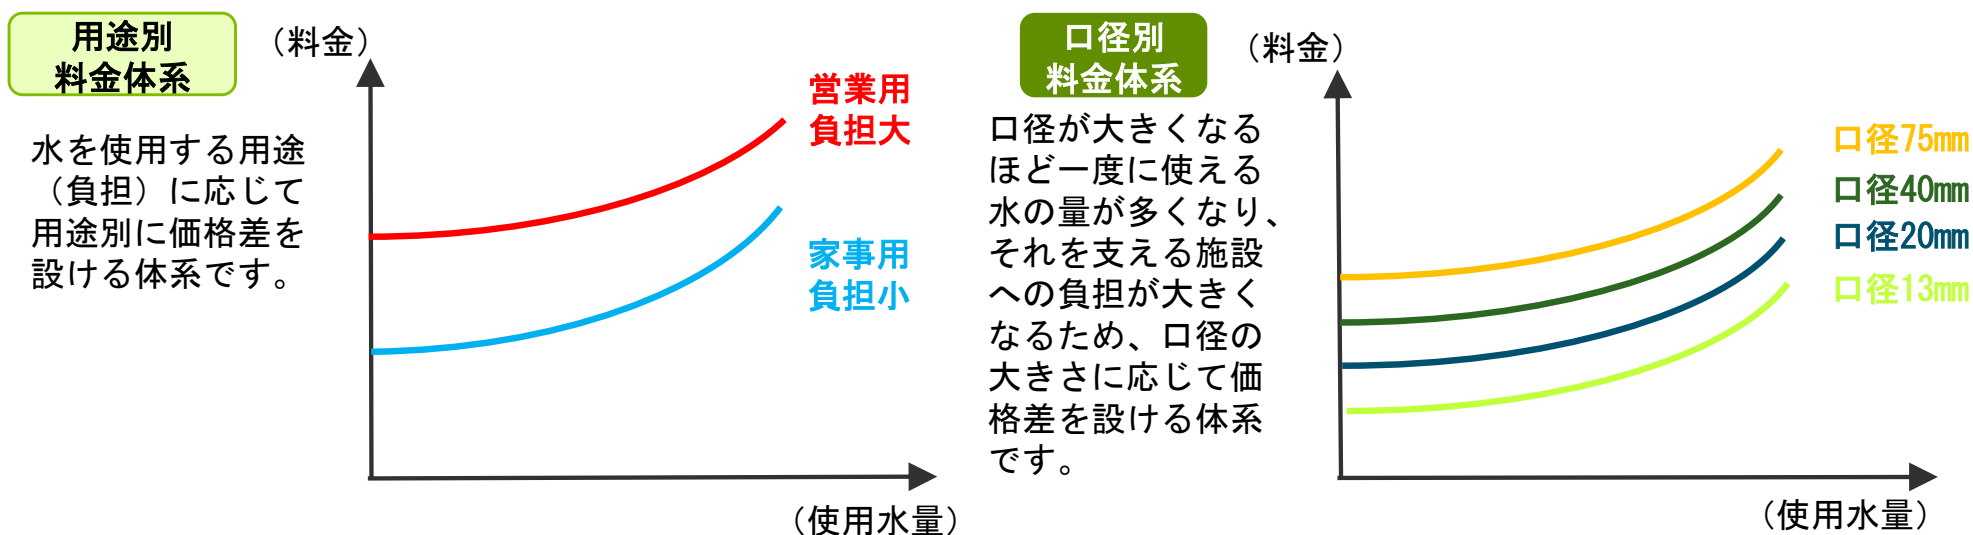 用途別
料金体系
水を使用する用途
（負担）に応じて
用途別に価格差を
設ける体系です。
（料金）
営業用
負担大
家事用
負担小
（使用水量）
口径別
料金体系
口径が大きくなる
ほど一度に使える
水の量が多くなり、
それを支える施設
への負担が大きく
なるため、口径の
大きさに応じて価
格差を設ける体系
です。
（料金）
口径75mm
口径40mm
口径20mm
口径13mm
（使用水量）